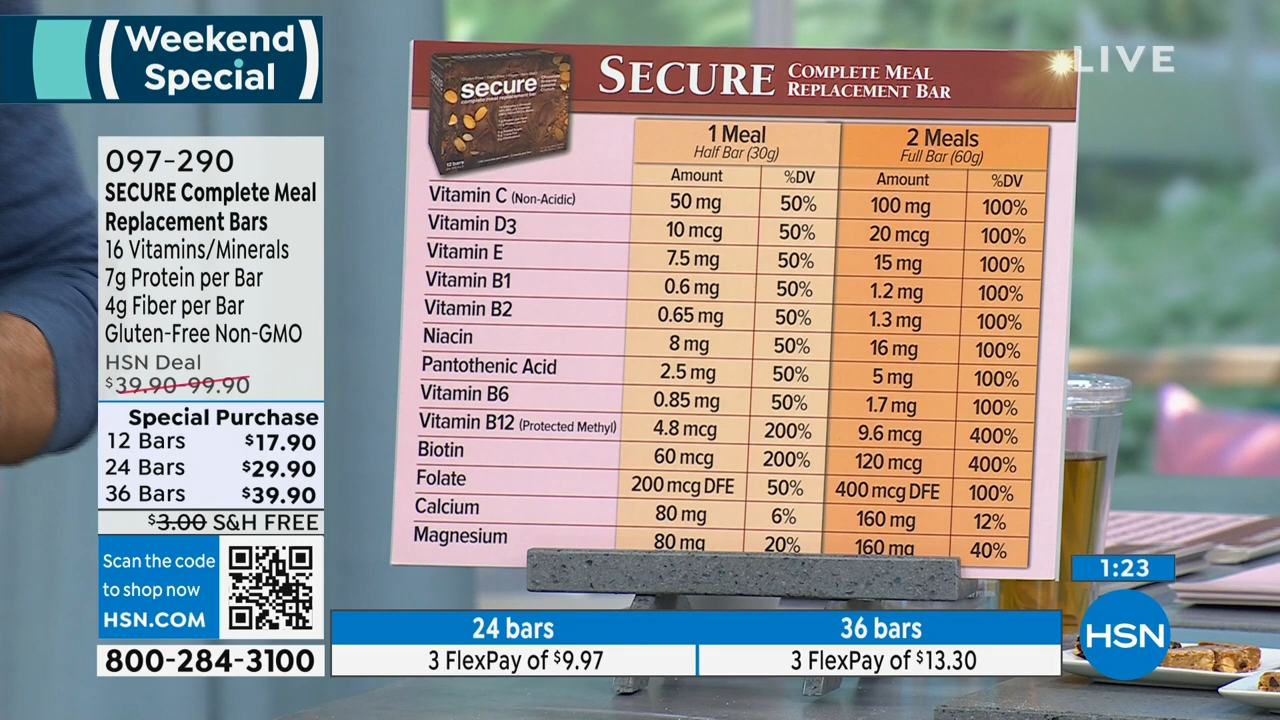 (Weekend
Special)
LIVE
097-290
SECURE Complete Meal
Replacement Bars
16 Vitamins/Minerals
7g Protein per Bar
4g Fiber per Bar
Gluten-Free Non-GMO
HSN Deal
$39.90-99.90
Special Purchase
12 Bars $17.90
24 Bars $29.90
36 Bars $39.90
$3.00 S&H FREE
Scan the code
to shop now
HSN.COM
800-284-3100
secure
complete meal replacement bar
12 bars
SECURE COMPLETE MEAL
REPLACEMENT BAR
1 Meal 2 Meals
Half Bar (30g) Full Bar (60g)
Amount %DV Amount %DV
Vitamin C (Non-Acidic) 50 mg 50% 100 mg 100%
Vitamin D3 10 mcg 50% 20 mcg 100%
Vitamin E 7.5 mg 50% 15 mg 100%
Vitamin B1 0.6 mg 50% 1.2 mg 100%
Vitamin B2 0.65 mg 50% 1.3 mg 100%
Niacin 8 mg 50% 16 mg 100%
Pantothenic Acid 2.5 mg 50% 5 mg 100%
Vitamin B6 0.85 mg 50% 1.7 mg 100%
Vitamin B12 (Protected Methyl) 4.8 mcg 200% 9.6 mcg 400%
Biotin 60 mcg 200% 120 mcg 400%
Folate 200 mcg DFE 50% 400 mcg DFE 100%
Calcium 80 mg 6% 160 mg 12%
Magnesium 80 mg 20% 160 mg 40%
1:23
HSN
24 bars 36 bars
3 FlexPay of $9.97 3 FlexPay of $13.30